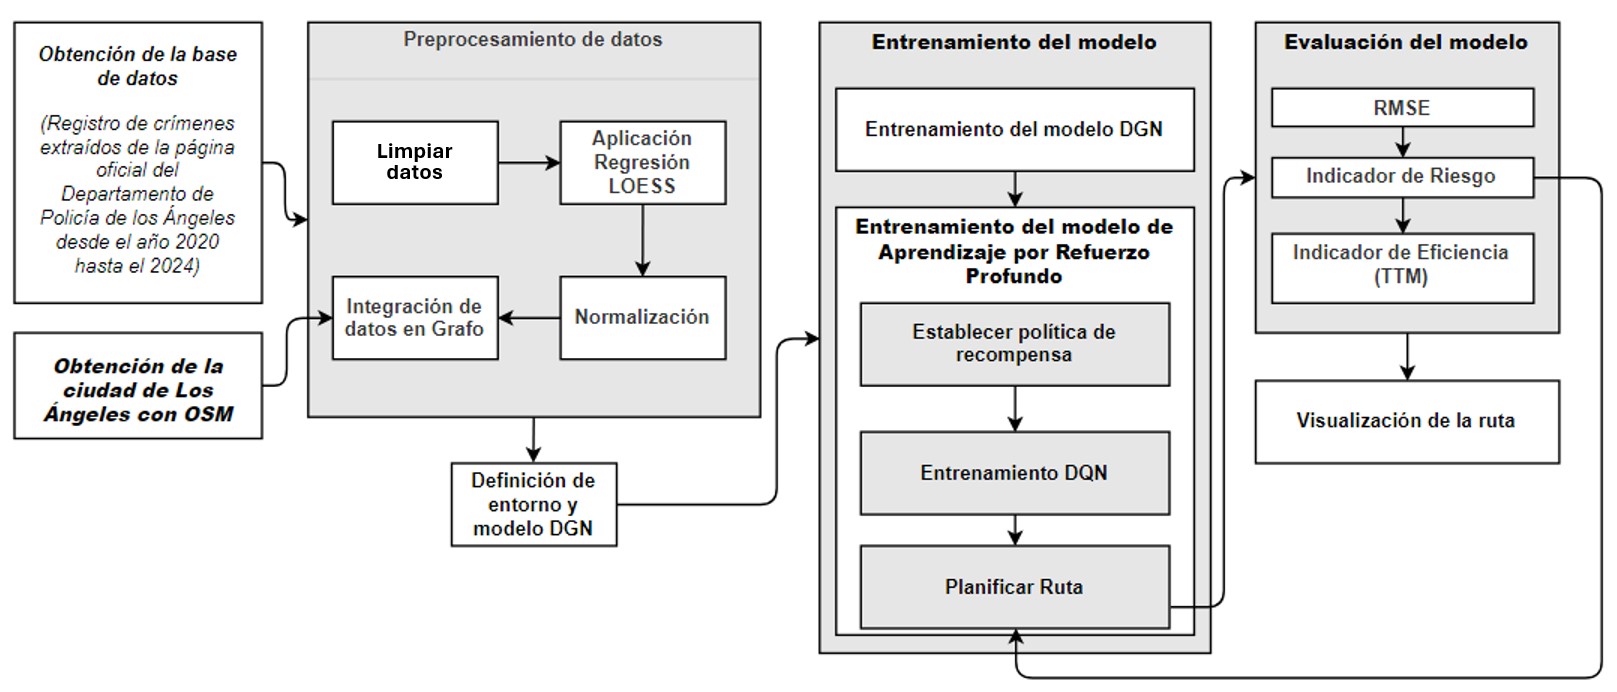 Obtención de la base
de datos
(Registro de crímenes
extraídos de la página
oficial del
Departamento de
Policía de los Ángeles
desde el año 2020
hasta el 2024)
Obtención de la
ciudad de Los
Ángeles con OSM
Preprocesamiento de datos
Limpiar
datos
Aplicación
Regresión
LOESS
Normalización
Integración de
datos en Grafo
Definición de
entorno y
modelo DGN
Entrenamiento del modelo
Entrenamiento del modelo DGN
Entrenamiento del modelo de
Aprendizaje por Refuerzo
Profundo
Establecer política de
recompensa
Entrenamiento DQN
Planificar Ruta
Evaluación del modelo
RMSE
Indicador de Riesgo
Indicador de Eficiencia
(TTM)
Visualización de la ruta